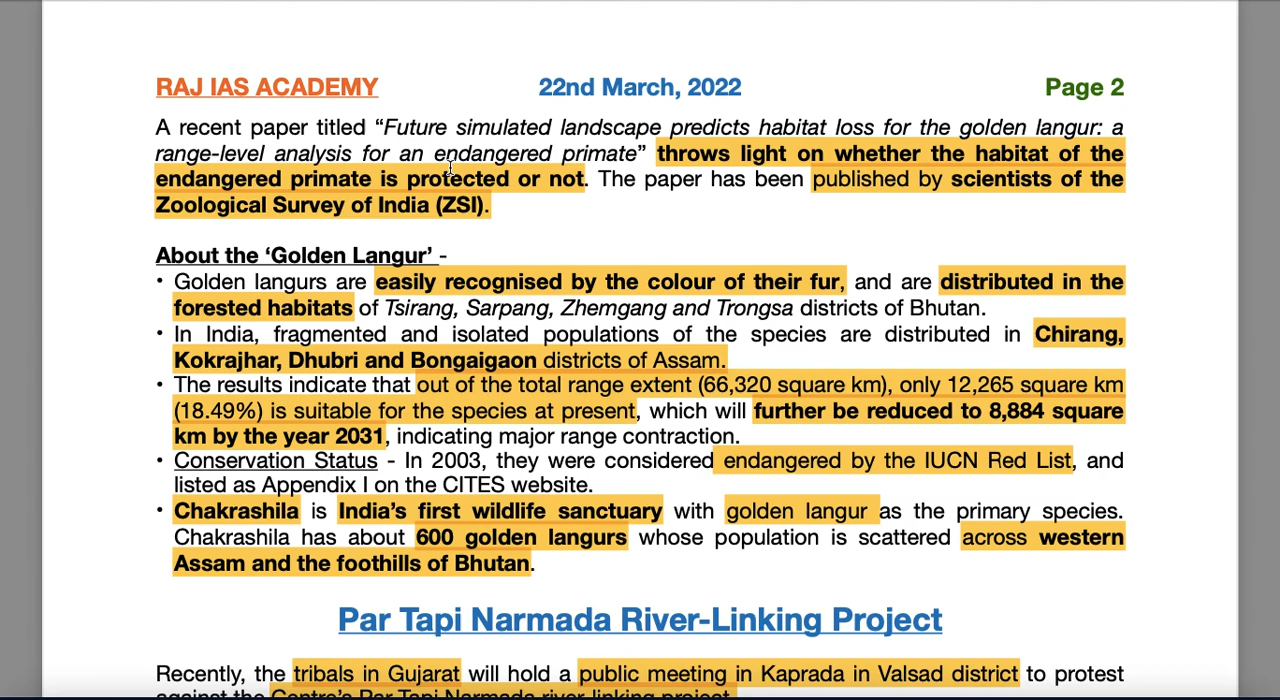 RAJ IAS ACADEMY 22nd March, 2022 Page 2
A recent paper titled “Future simulated landscape predicts habitat loss for the golden langur: a
range-level analysis for an endangered primate” throws light on whether the habitat of the
endangered primate is protected or not. The paper has been published by scientists of the
Zoological Survey of India (ZSI).
About the ‘Golden Langur’ -
• Golden langurs are easily recognised by the colour of their fur, and are distributed in the
forested habitats of Tsirang, Sarpang, Zhemgang and Trongsa districts of Bhutan.
• In India, fragmented and isolated populations of the species are distributed in Chirang,
Kokrajhar, Dhubri and Bongaigaon districts of Assam.
• The results indicate that out of the total range extent (66,320 square km), only 12,265 square km
(18.49%) is suitable for the species at present, which will further be reduced to 8,884 square
km by the year 2031, indicating major range contraction.
• Conservation Status - In 2003, they were considered endangered by the IUCN Red List, and
listed as Appendix I on the CITES website.
• Chakrashila is India’s first wildlife sanctuary with golden langur as the primary species.
Chakrashila has about 600 golden langurs whose population is scattered across western
Assam and the foothills of Bhutan.
Par Tapi Narmada River-Linking Project
Recently, the tribals in Gujarat will hold a public meeting in Kaprada in Valsad district to protest
against the Centre’s Par Tapi Narmada river-linking project.